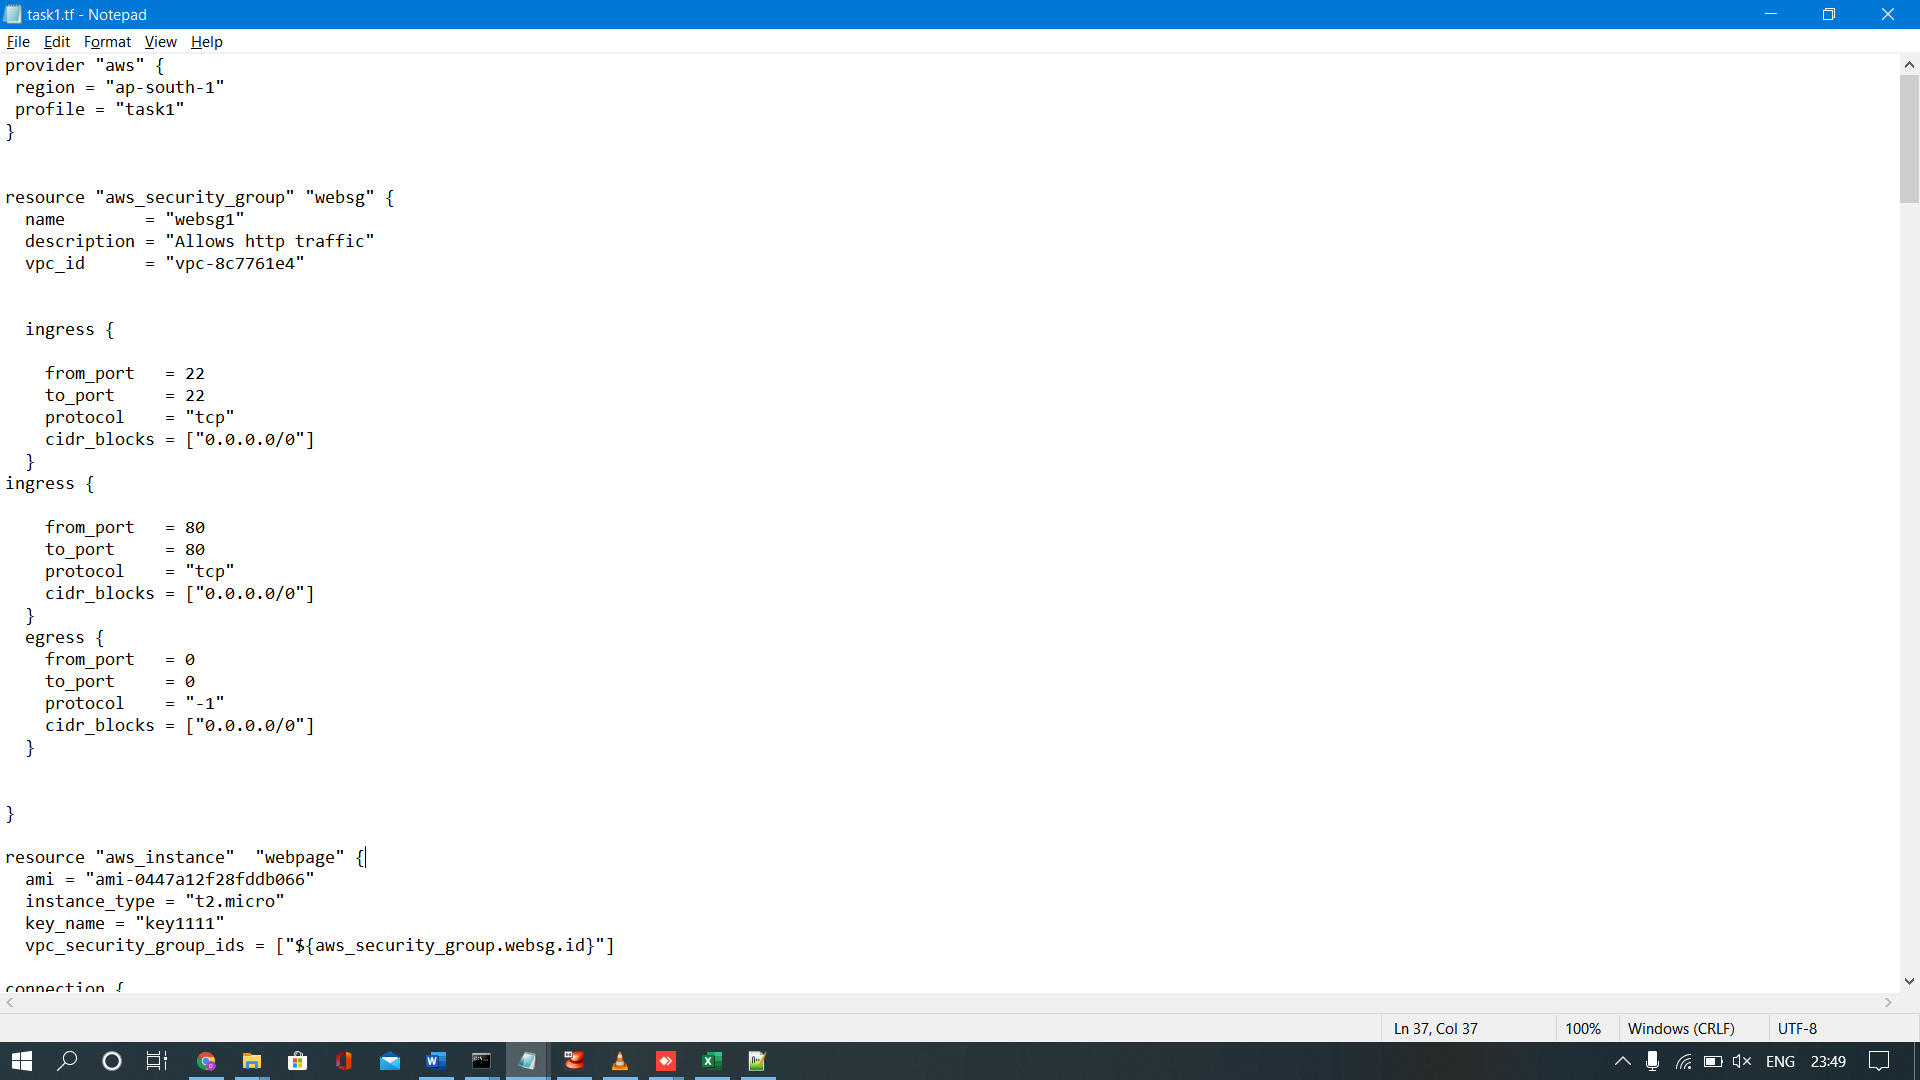 task1.tf - Notepad
File Edit Format View Help
provider "aws" {
 region = "ap-south-1"
 profile = "task1"
}
resource "aws_security_group" "websg" {
  name        = "websg1"
  description = "Allows http traffic"
  vpc_id      = "vpc-8c7761e4"
  ingress {
    from_port   = 22
    to_port     = 22
    protocol    = "tcp"
    cidr_blocks = ["0.0.0.0/0"]
  }
ingress {
    from_port   = 80
    to_port     = 80
    protocol    = "tcp"
    cidr_blocks = ["0.0.0.0/0"]
  }
  egress {
    from_port   = 0
    to_port     = 0
    protocol    = "-1"
    cidr_blocks = ["0.0.0.0/0"]
  }
}
resource "aws_instance"  "webpage" {
  ami = "ami-0447a12f28fddb066"
  instance_type = "t2.micro"
  key_name = "key1111"
  vpc_security_group_ids = ["${aws_security_group.websg.id}"]
connection {
Ln 37, Col 37 100% Windows (CRLF) UTF-8
ENG 23:49